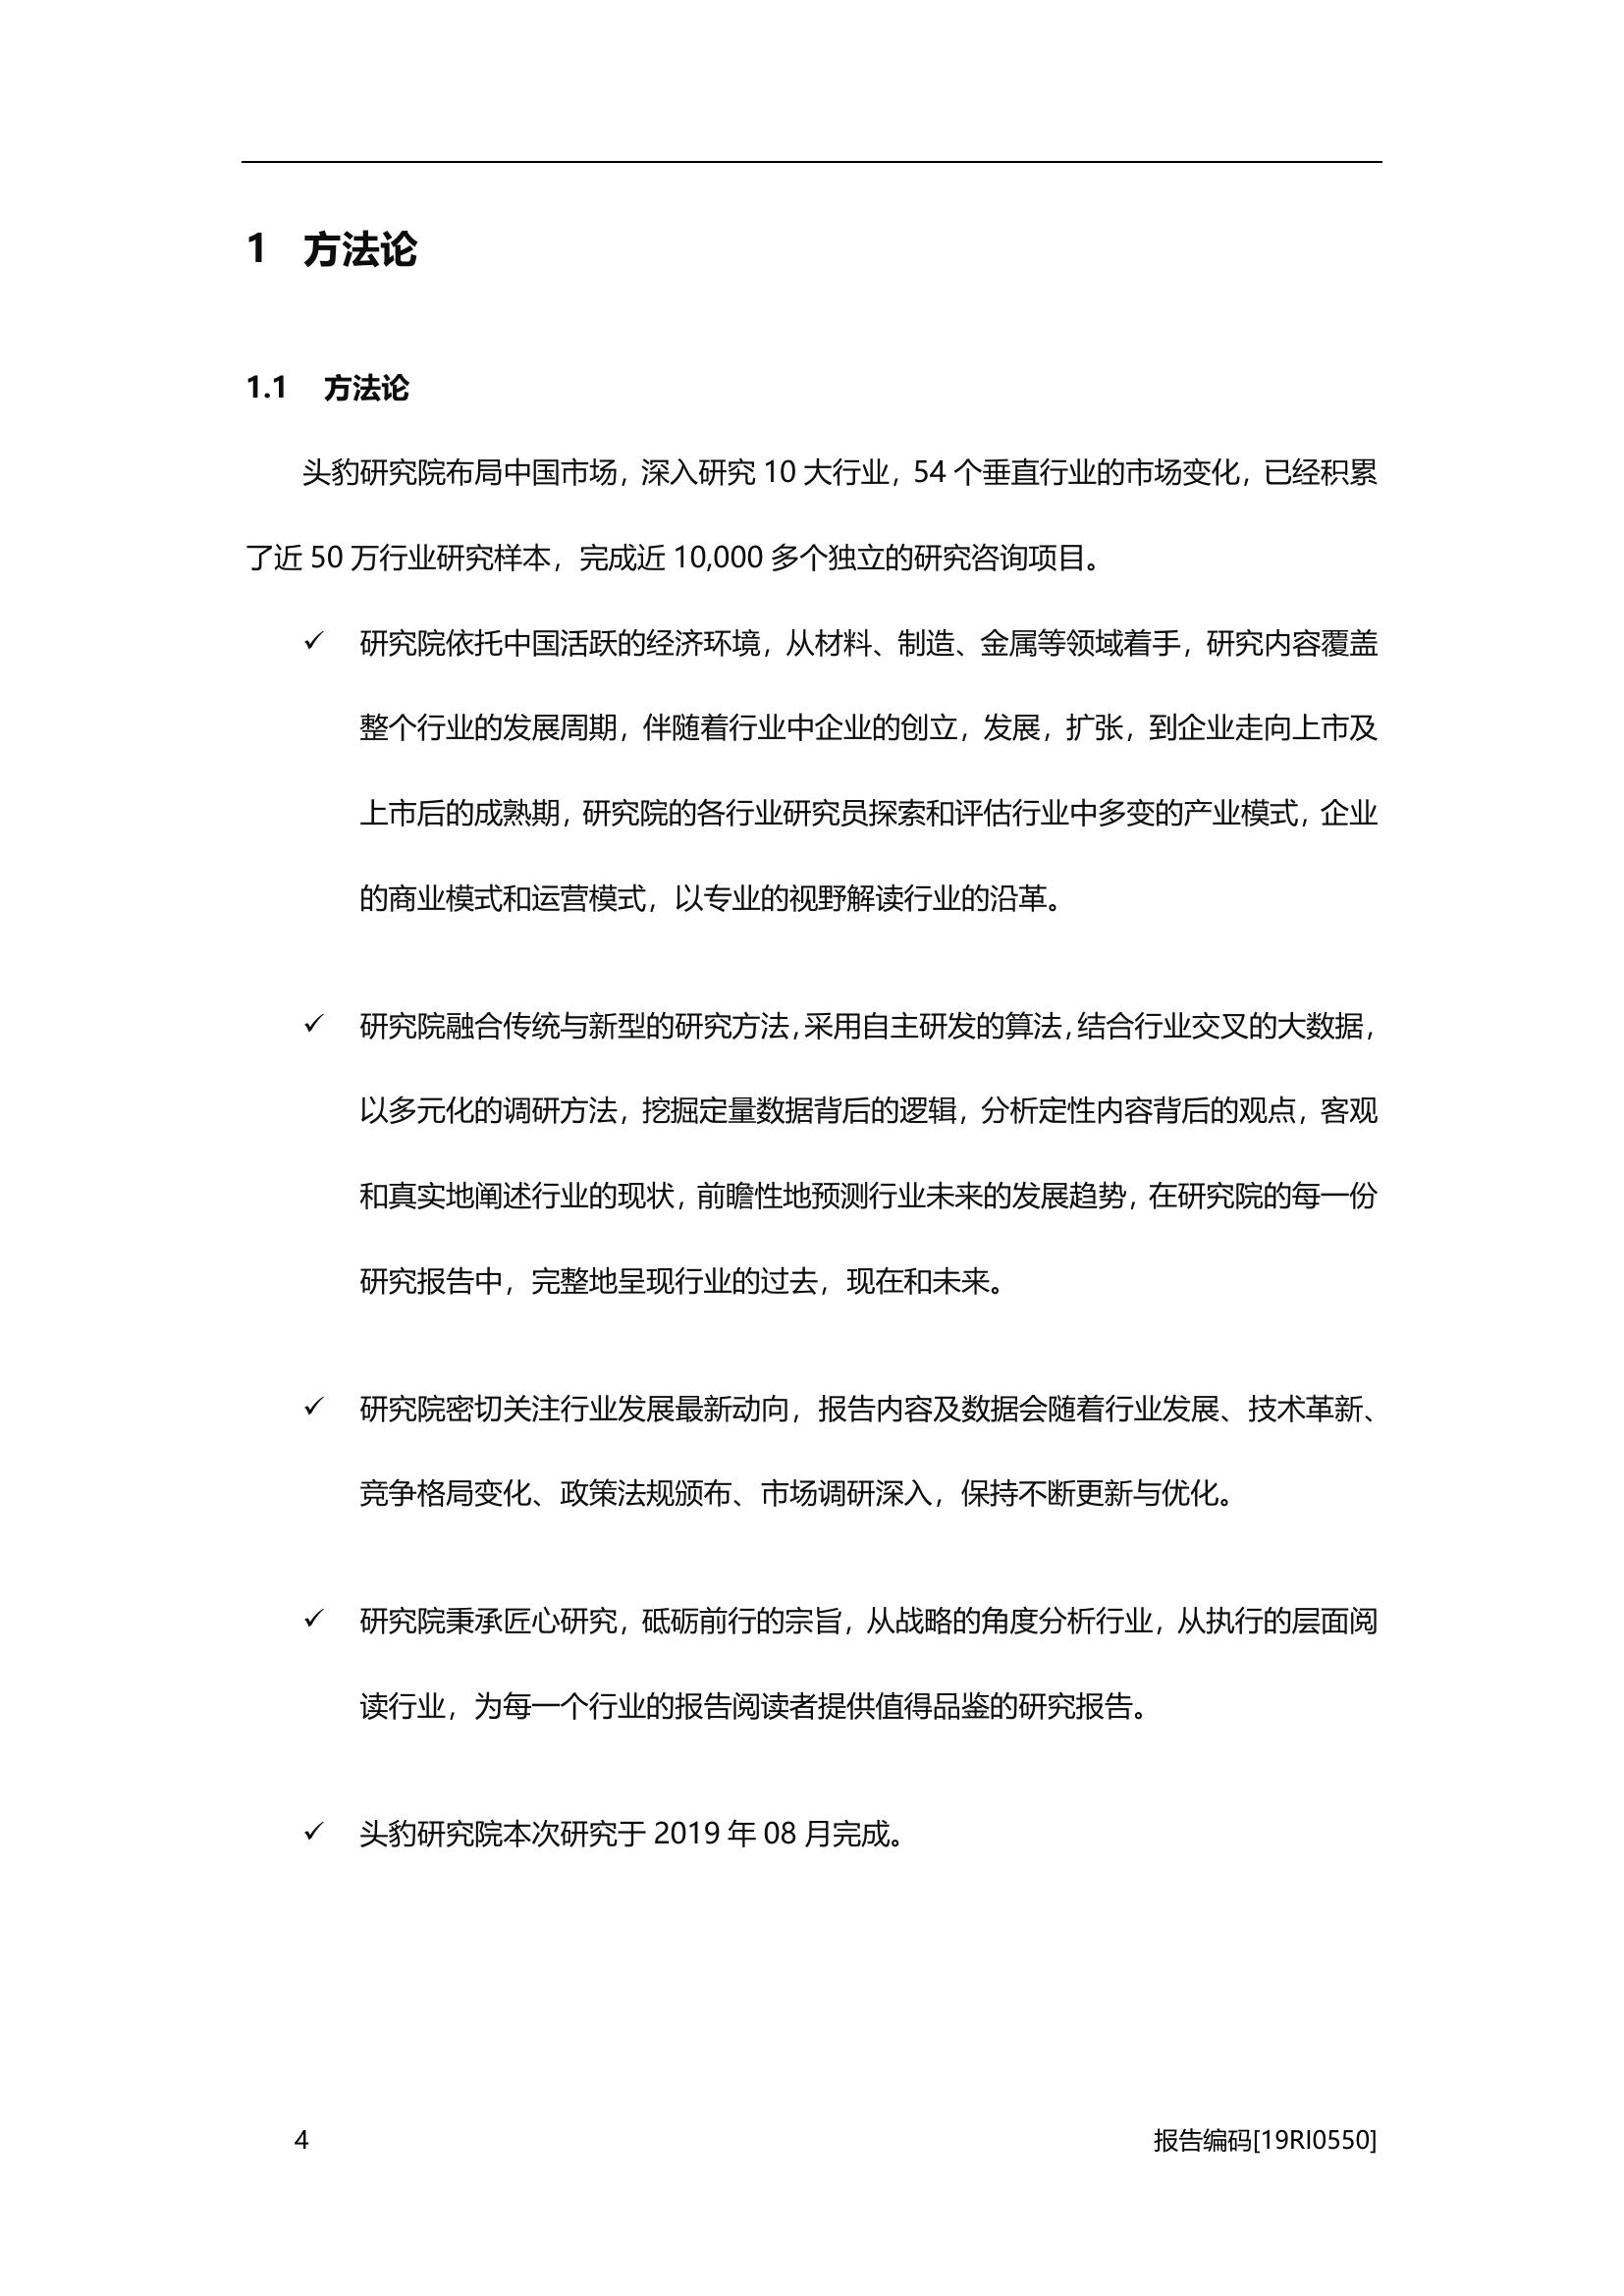 1 方法论
1.1 方法论
头豹研究院布局中国市场，深入研究 10 大行业，54 个垂直行业的市场变化，已经积累
了近 50 万行业研究样本，完成近 10,000 多个独立的研究咨询项目。
✓ 研究院依托中国活跃的经济环境，从材料、制造、金属等领域着手，研究内容覆盖
整个行业的发展周期，伴随着行业中企业的创立，发展，扩张，到企业走向上市及
上市后的成熟期，研究院的各行业研究员探索和评估行业中多变的产业模式，企业
的商业模式和运营模式，以专业的视野解读行业的沿革。
✓ 研究院融合传统与新型的研究方法，采用自主研发的算法，结合行业交叉的大数据，
以多元化的调研方法，挖掘定量数据背后的逻辑，分析定性内容背后的观点，客观
和真实地阐述行业的现状，前瞻性地预测行业未来的发展趋势，在研究院的每一份
研究报告中，完整地呈现行业的过去，现在和未来。
✓ 研究院密切关注行业发展最新动向，报告内容及数据会随着行业发展、技术革新、
竞争格局变化、政策法规颁布、市场调研深入，保持不断更新与优化。
✓ 研究院秉承匠心研究，砥砺前行的宗旨，从战略的角度分析行业，从执行的层面阅
读行业，为每一个行业的报告阅读者提供值得品鉴的研究报告。
✓ 头豹研究院本次研究于 2019 年 08 月完成。
4 报告编码[19RI0550]